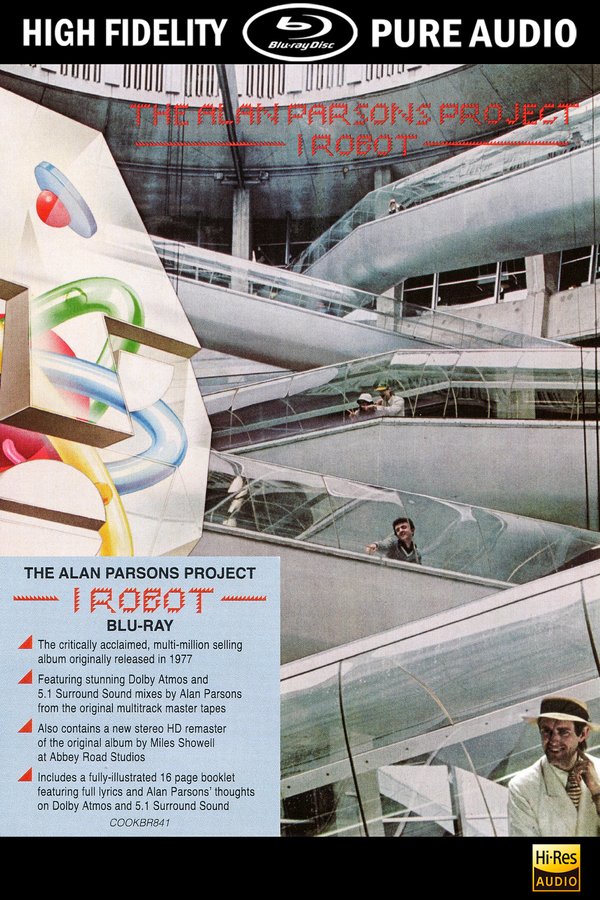 HIGH FIDELITY Blu-ray Disc PURE AUDIO
THE ALAN PARSONS PROJECT
I ROBOT
THE ALAN PARSONS PROJECT
I ROBOT
BLU-RAY
The critically acclaimed, multi-million selling
album originally released in 1977
Featuring stunning Dolby Atmos and
5.1 Surround Sound mixes by Alan Parsons
from the original multitrack master tapes
Also contains a new stereo HD remaster
of the original album by Miles Showell
at Abbey Road Studios
Includes a fully-illustrated 16 page booklet
featuring full lyrics and Alan Parsons' thoughts
on Dolby Atmos and 5.1 Surround Sound
COOKBR841
Hi-Res
AUDIO